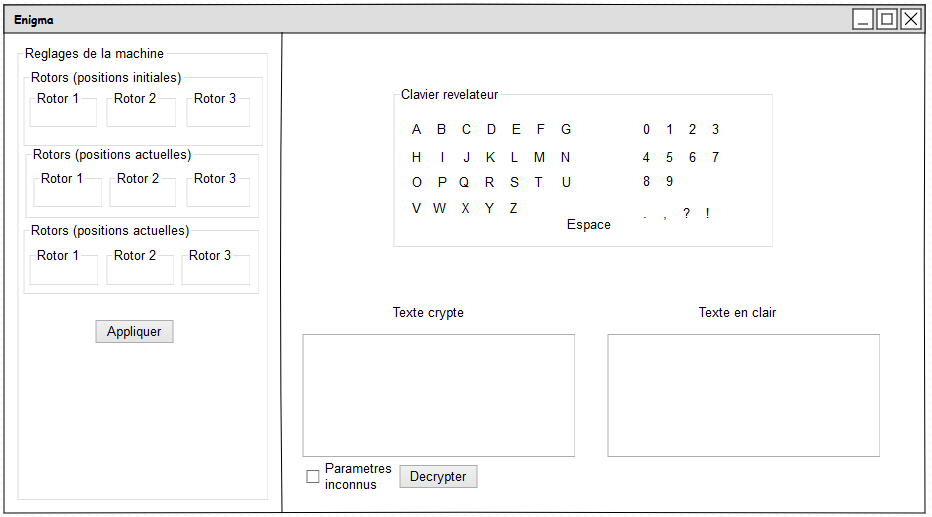 Enigma
Reglages de la machine
Rotors (positions initiales)
Rotor 1 Rotor 2 Rotor 3
Rotors (positions actuelles)
Rotor 1 Rotor 2 Rotor 3
Rotors (positions actuelles)
Rotor 1 Rotor 2 Rotor 3
Appliquer
Clavier revelateur
A B C D E F G 0 1 2 3
H I J K L M N 4 5 6 7
O P Q R S T U 8 9
V W X Y Z . , ? !
Espace
Texte crypte Texte en clair
Parametres
inconnus
Decrypter